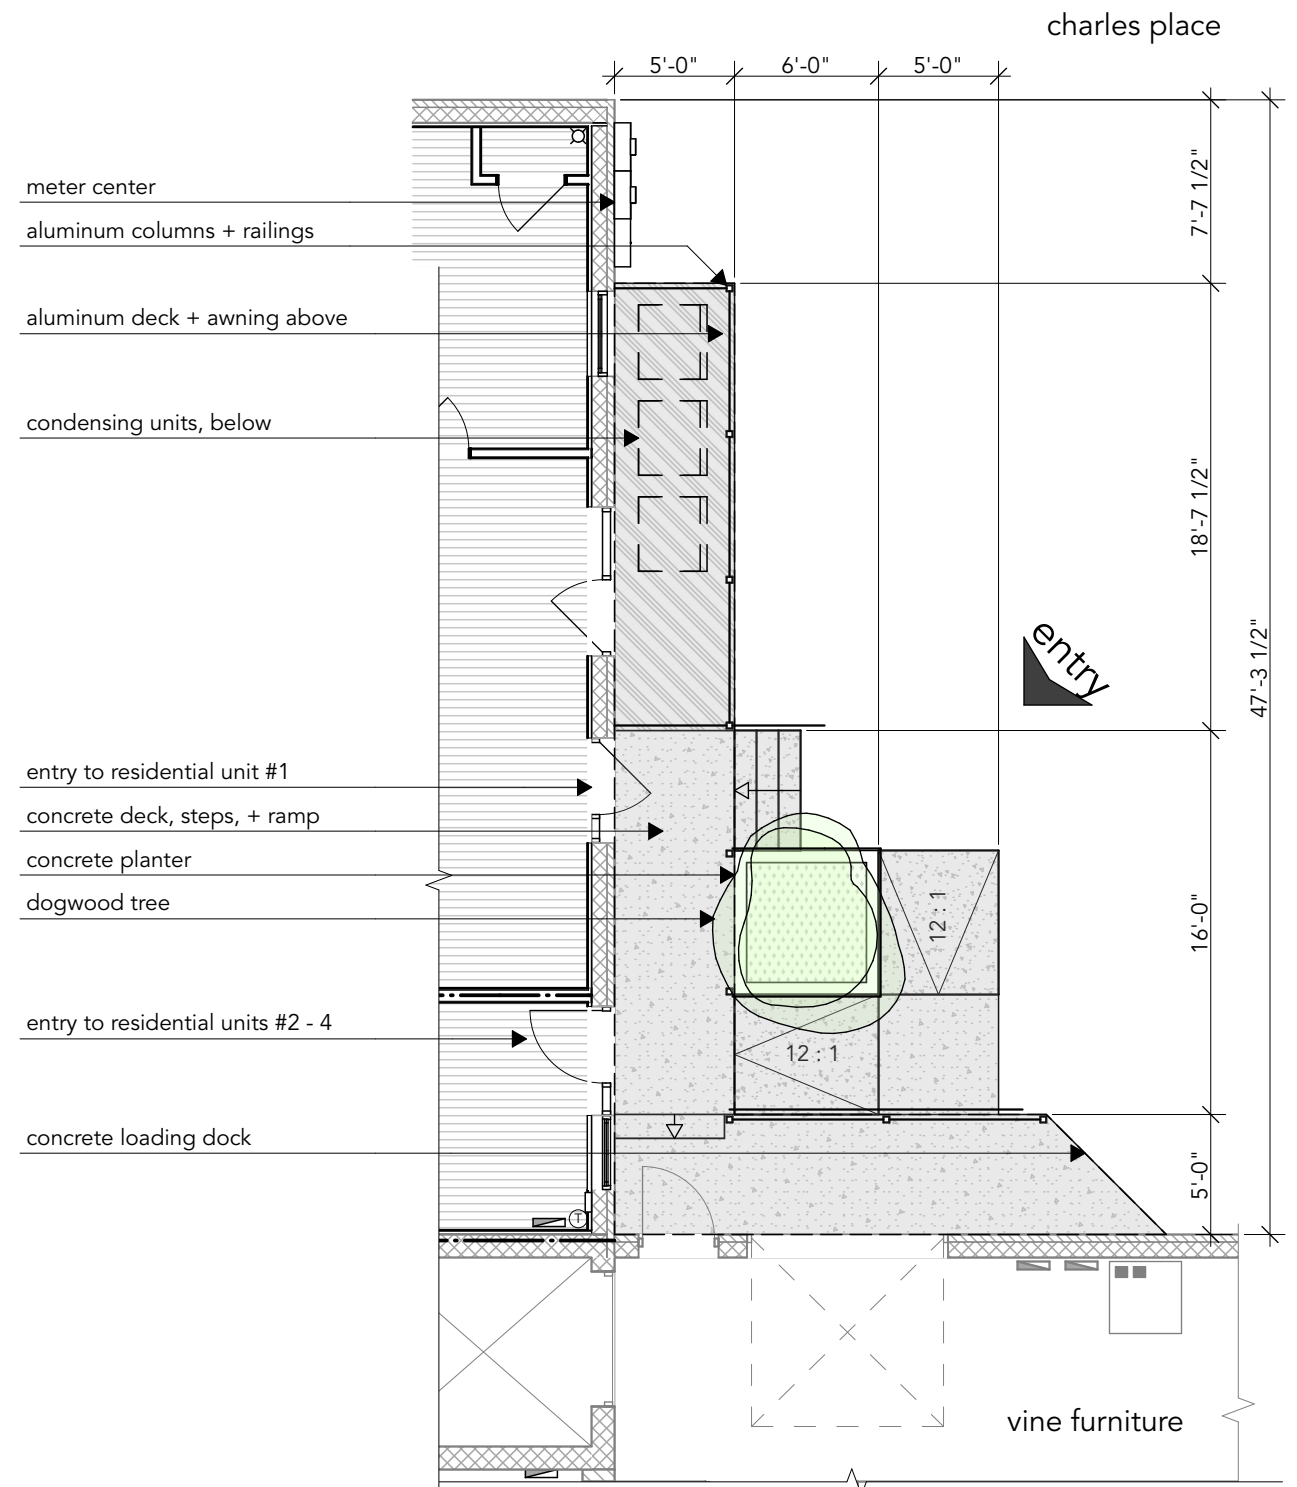 charles place
5'-0"
6'-0"
5'-0"
7'-7 1/2"
meter center
aluminum columns + railings
aluminum deck + awning above
condensing units, below
18'-7 1/2"
47'-3 1/2"
entry
entry to residential unit #1
concrete deck, steps, + ramp
concrete planter
dogwood tree
12 : 1
16'-0"
entry to residential units #2 - 4
12 : 1
concrete loading dock
5'-0"
T
vine furniture